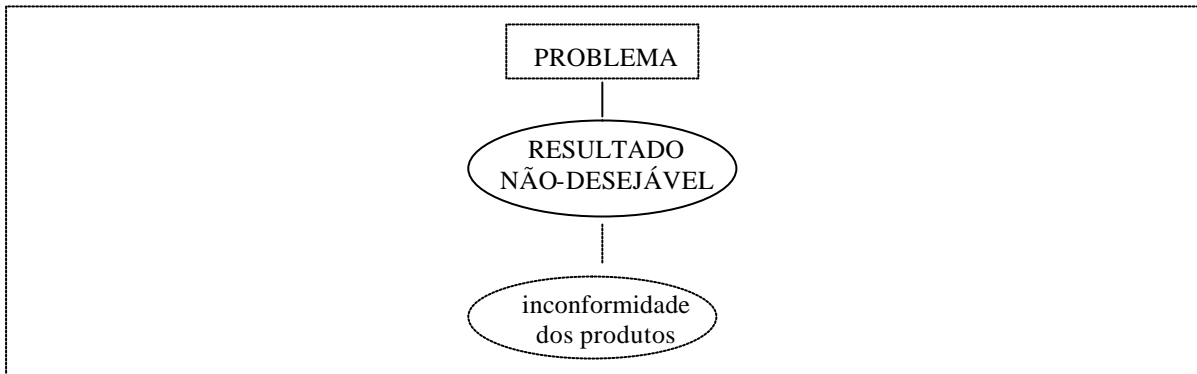 PROBLEMA
RESULTADO
NÃO-DESEJÁVEL
inconformidade
dos produtos